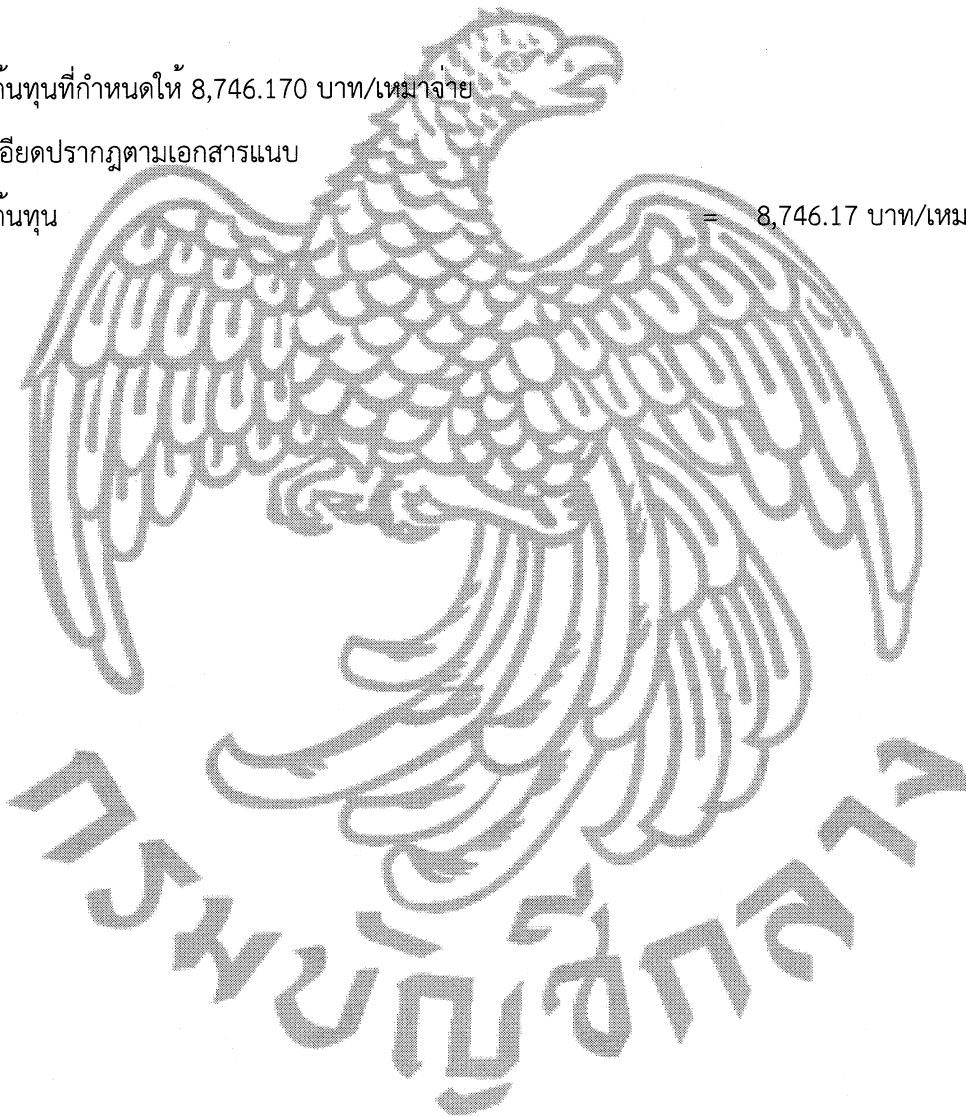 ้นทุนที่กำหนดให้ 8,746.170 บาท/เหมาจ่าย
อียดปรากฎตามเอกสารแนบ
้นทุน = 8,746.17 บาท/เหม
กรมบัญชีกลาง